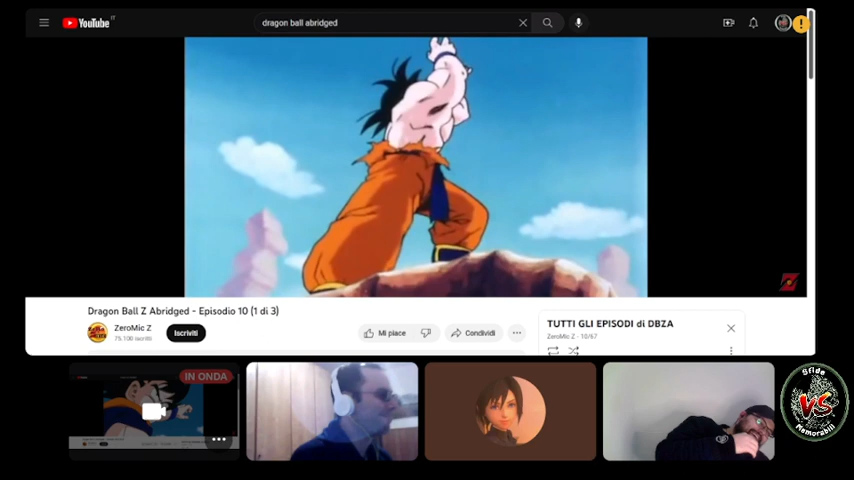 YouTube IT
dragon ball abridged
Dragon Ball Z Abridged - Episodio 10 (1 di 3)
ZeroMic Z
75.100 iscritti
Iscriviti
Mi piace
Condividi
TUTTI GLI EPISODI di DBZA
ZeroMic Z - 10/67
IN ONDA
Sfide
VS
Memorabili